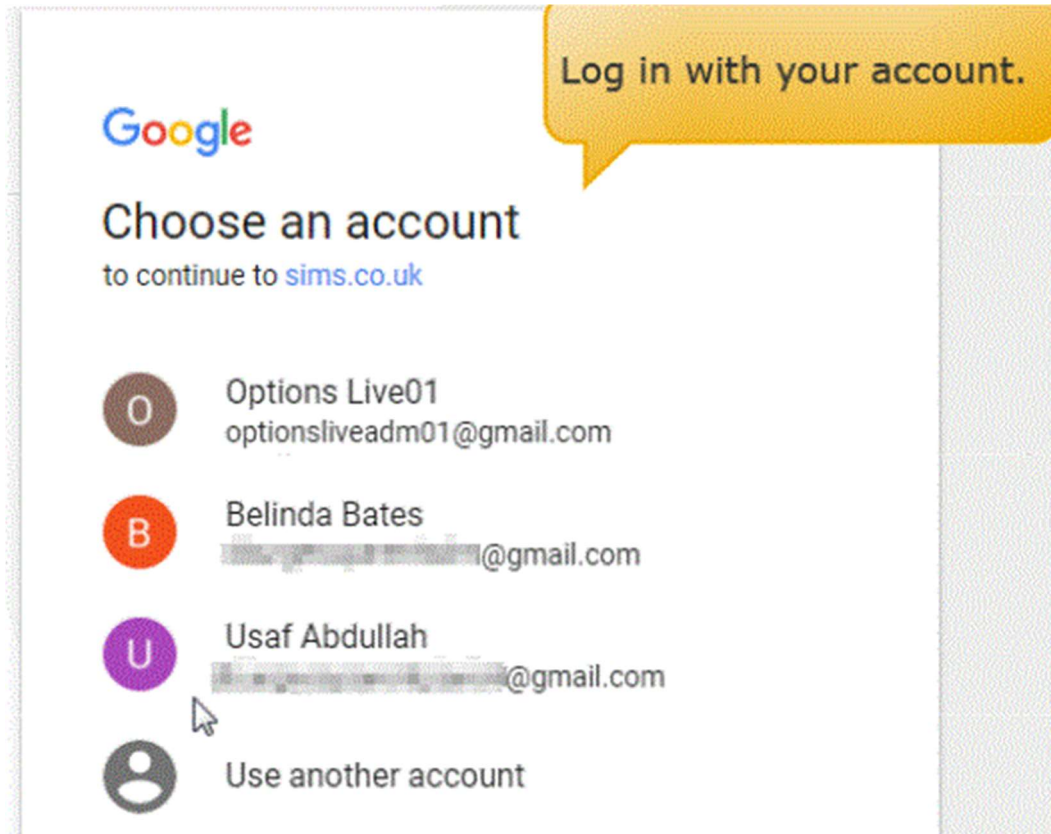 Log in with your account.
Google
Choose an account
to continue to sims.co.uk
O
Options Live01
optionsliveadm01@gmail.com
B
Belinda Bates
@gmail.com
U
Usaf Abdullah
@gmail.com
Use another account